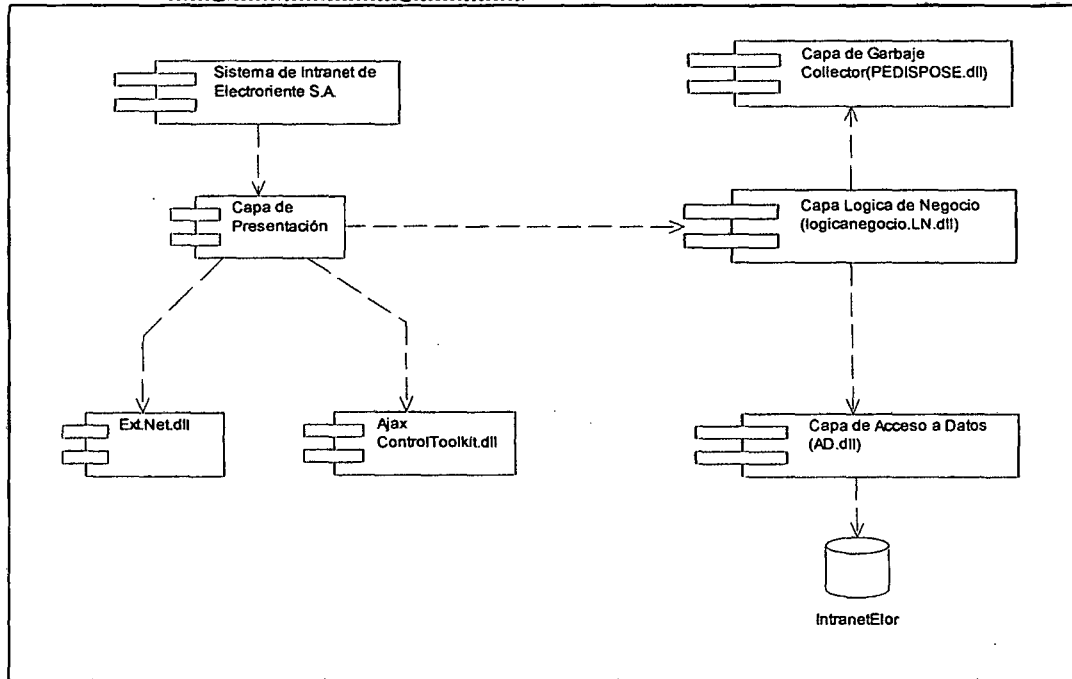 Sistema de Intranet de
Electroriente S.A.
Capa de Garbaje
Collector(PEDISPOSE.dll)
Capa de
Presentación
Capa Logica de Negocio
(logicanegocio.LN.dll)
Ext.Net.dll
Ajax
ControlToolkit.dll
Capa de Acceso a Datos
(AD.dll)
IntranetElor